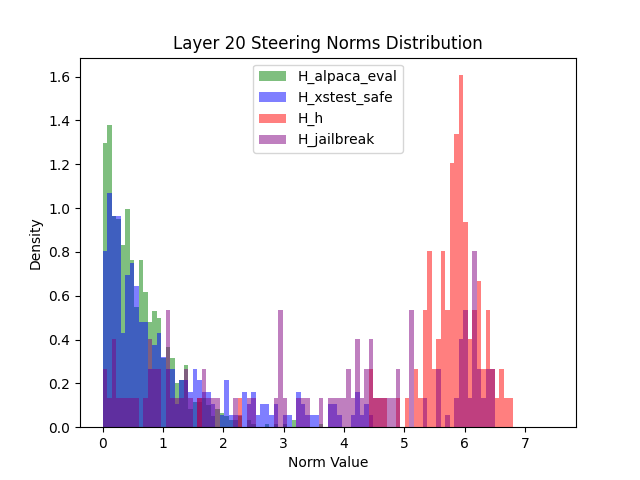 Layer 20 Steering Norms Distribution
H_alpaca_eval
H_xstest_safe
H_h
H_jailbreak
Density
1.6
1.4
1.2
1.0
0.8
0.6
0.4
0.2
0.0
0 1 2 3 4 5 6 7
Norm Value